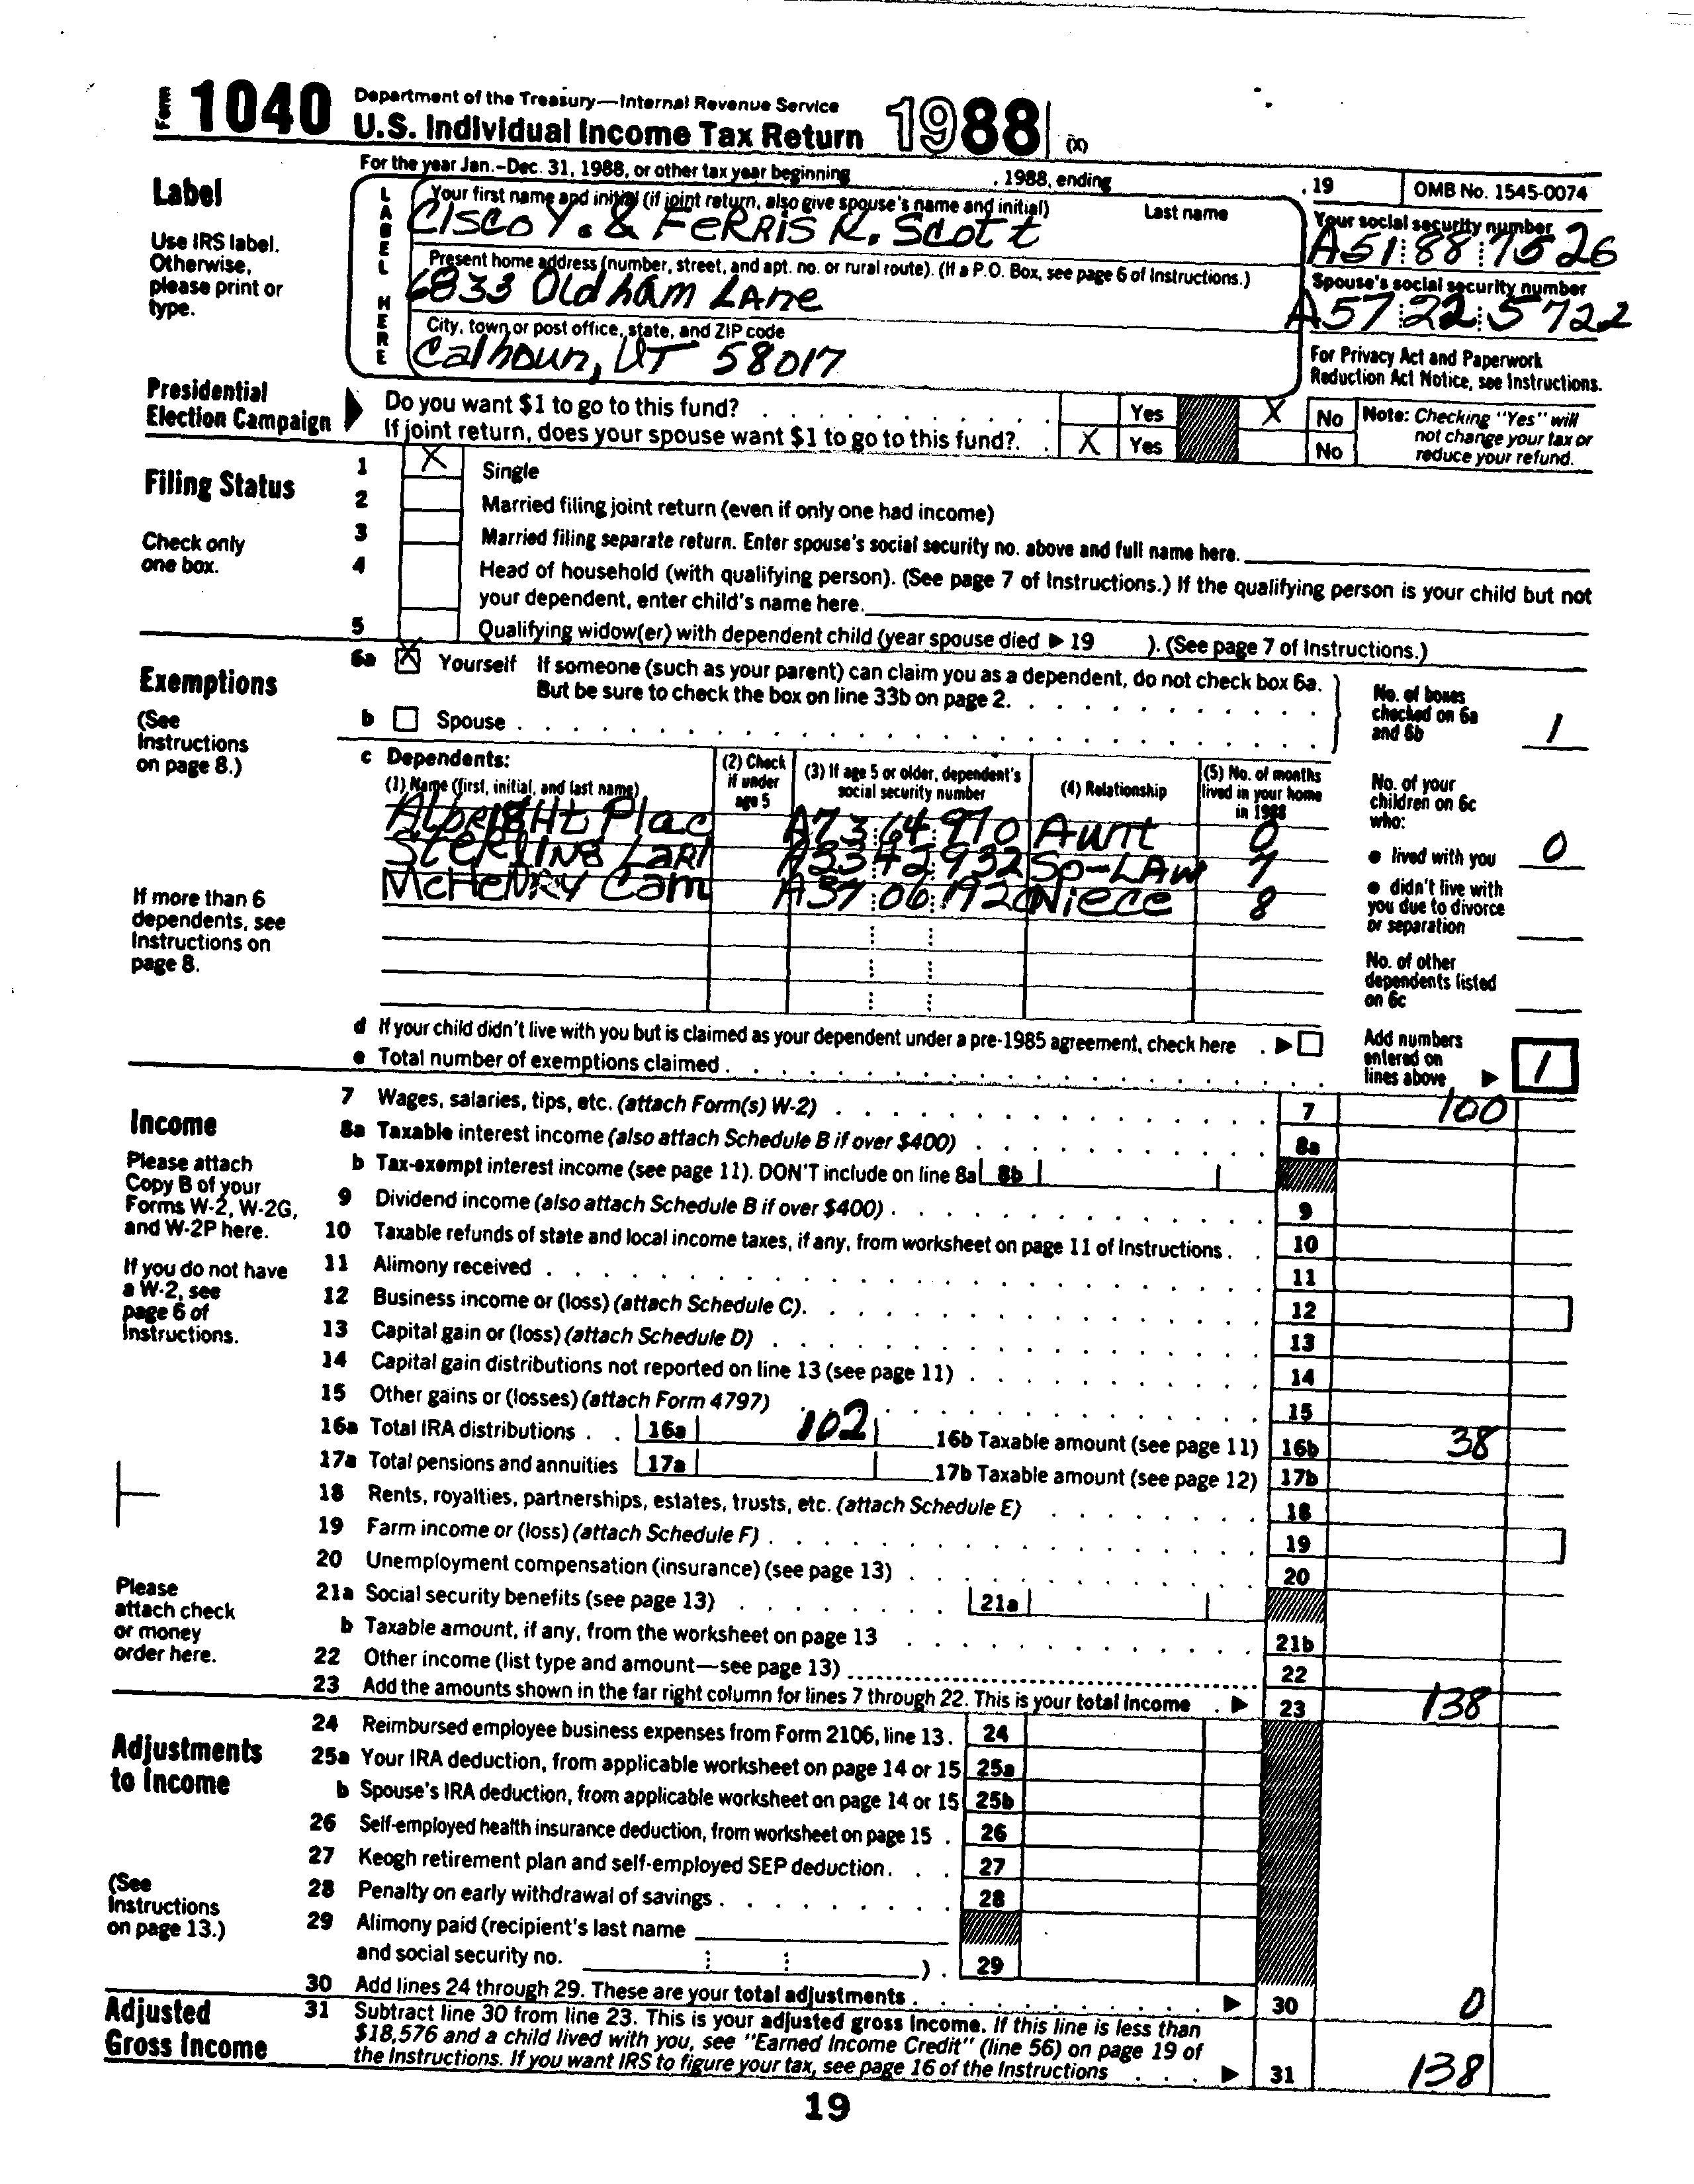 Form 1040 Department of the Treasury—Internal Revenue Service
U.S. Individual Income Tax Return 1988 (X)
For the year Jan.–Dec. 31, 1988, or other tax year beginning , 1988, ending , 19 OMB No. 1545-0074
Label
Use IRS label. Otherwise, please print or type.
LABEL HERE
Your first name and initial (if joint return, also give spouse's name and initial) Last name
CISCO Y. & FERRIS R. Scott
Your social security number
A51 88 7526
Present home address (number, street, and apt. no. or rural route). (If a P.O. Box, see page 6 of Instructions.)
6833 Oldham LAne
Spouse's social security number
A57 22 5722
City, town or post office, state, and ZIP code
Calhoun, UT 58017
For Privacy Act and Paperwork Reduction Act Notice, see Instructions.
Presidential Election Campaign
Do you want $1 to go to this fund? Yes X No
If joint return, does your spouse want $1 to go to this fund? X Yes No
Note: Checking "Yes" will not change your tax or reduce your refund.
Filing Status
Check only one box.
1 X Single
2 Married filing joint return (even if only one had income)
3 Married filing separate return. Enter spouse's social security no. above and full name here.
4 Head of household (with qualifying person). (See page 7 of Instructions.) If the qualifying person is your child but not
your dependent, enter child's name here.
5 Qualifying widow(er) with dependent child (year spouse died ▶ 19 ). (See page 7 of Instructions.)
Exemptions
(See Instructions on page 8.)
6a X Yourself If someone (such as your parent) can claim you as a dependent, do not check box 6a.
But be sure to check the box on line 33b on page 2.
b Spouse
No. of boxes checked on 6a and 6b 1
c Dependents:
(1) Name (first, initial, and last name) (2) Check if under age 5 (3) If age 5 or older, dependent's social security number (4) Relationship (5) No. of months lived in your home in 1988
Albright Plac A73 64 9710 Aunt 0
Sterling Lari A33 42 9732 Sp-LAW 7
McHenry Cam A37 06 1920 Niece 8
If more than 6 dependents, see Instructions on page 8.
No. of your children on 6c who:
● lived with you 0
● didn't live with you due to divorce or separation
No. of other dependents listed on 6c
d If your child didn't live with you but is claimed as your dependent under a pre-1985 agreement, check here ▶
e Total number of exemptions claimed
Add numbers entered on lines above ▶ 1
Income
Please attach Copy B of your Forms W-2, W-2G, and W-2P here.
If you do not have a W-2, see page 6 of Instructions.
Please attach check or money order here.
7 Wages, salaries, tips, etc. (attach Form(s) W-2) 7 100
8a Taxable interest income (also attach Schedule B if over $400) 8a
b Tax-exempt interest income (see page 11). DON'T include on line 8a 8b
9 Dividend income (also attach Schedule B if over $400) 9
10 Taxable refunds of state and local income taxes, if any, from worksheet on page 11 of Instructions 10
11 Alimony received 11
12 Business income or (loss) (attach Schedule C) 12
13 Capital gain or (loss) (attach Schedule D) 13
14 Capital gain distributions not reported on line 13 (see page 11) 14
15 Other gains or (losses) (attach Form 4797) 15
16a Total IRA distributions 16a 102 16b Taxable amount (see page 11) 16b 38
17a Total pensions and annuities 17a 17b Taxable amount (see page 12) 17b
18 Rents, royalties, partnerships, estates, trusts, etc. (attach Schedule E) 18
19 Farm income or (loss) (attach Schedule F) 19
20 Unemployment compensation (insurance) (see page 13) 20
21a Social security benefits (see page 13) 21a
b Taxable amount, if any, from the worksheet on page 13 21b
22 Other income (list type and amount—see page 13) 22
23 Add the amounts shown in the far right column for lines 7 through 22. This is your total income ▶ 23 138
Adjustments to Income
(See Instructions on page 13.)
24 Reimbursed employee business expenses from Form 2106, line 13. 24
25a Your IRA deduction, from applicable worksheet on page 14 or 15 25a
b Spouse's IRA deduction, from applicable worksheet on page 14 or 15 25b
26 Self-employed health insurance deduction, from worksheet on page 15 26
27 Keogh retirement plan and self-employed SEP deduction 27
28 Penalty on early withdrawal of savings 28
29 Alimony paid (recipient's last name
and social security no. ) 29
30 Add lines 24 through 29. These are your total adjustments ▶ 30 0
Adjusted Gross Income
31 Subtract line 30 from line 23. This is your adjusted gross income. If this line is less than
$18,576 and a child lived with you, see "Earned Income Credit" (line 56) on page 19 of
the Instructions. If you want IRS to figure your tax, see page 16 of the Instructions ▶ 31 138
19